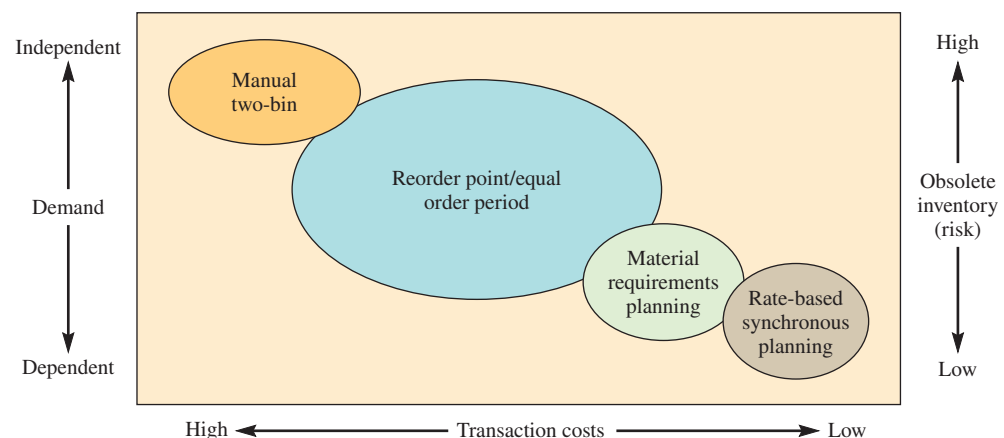 Independent
Demand
Dependent
Manual
two-bin
Reorder point/equal
order period
Material
requirements
planning
Rate-based
synchronous
planning
High
Obsolete
inventory
(risk)
Low
High
Transaction costs
Low